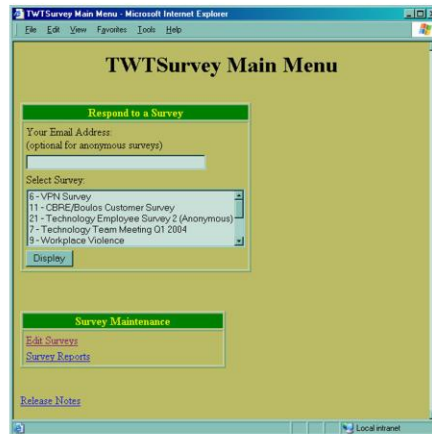 TWTSurvey Main Menu - Microsoft Internet Explorer
File Edit View Favorites Tools Help
TWTSurvey Main Menu
Respond to a Survey
Your Email Address:
(optional for anonymous surveys)
Select Survey:
6 - VPN Survey
11 - CBRE/Boulos Customer Survey
21 - Technology Employee Survey 2 (Anonymous)
7 - Technology Team Meeting Q1 2004
9 - Workplace Violence
Display
Survey Maintenance
Edit Surveys
Survey Reports
Release Notes
Local intranet